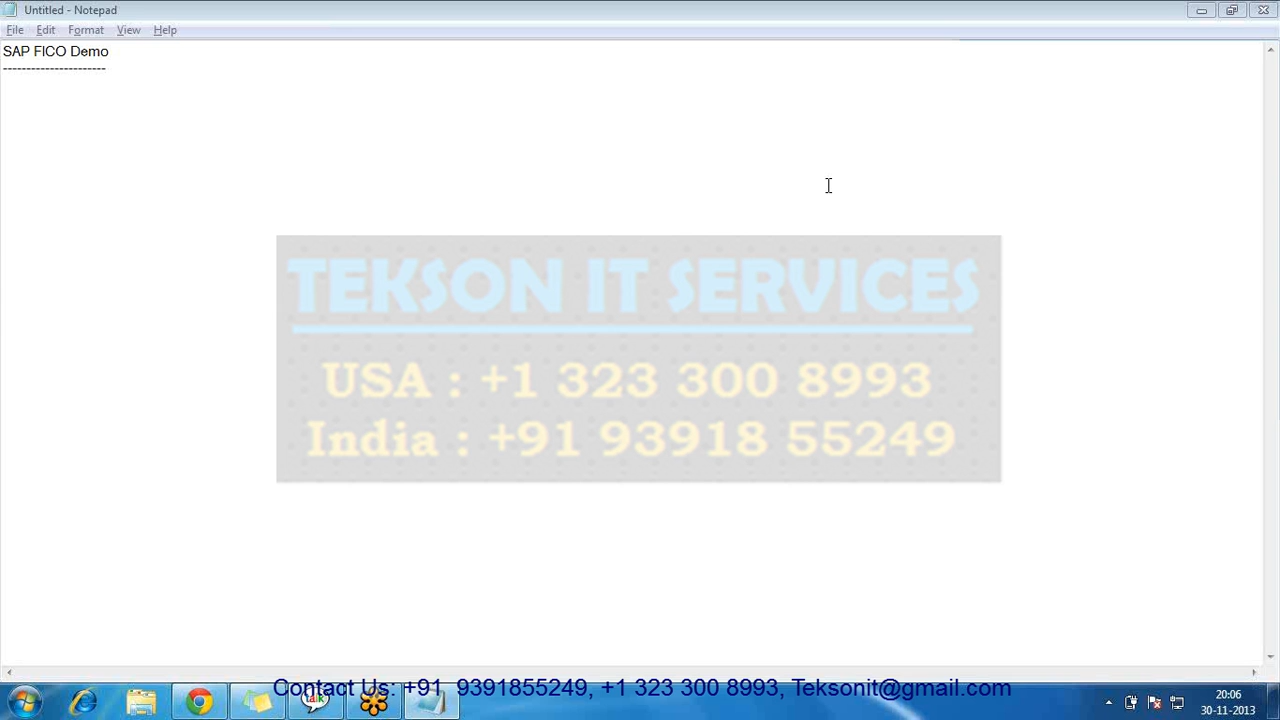 Untitled - Notepad
File Edit Format View Help
SAP FICO Demo
----------------------
TEKSON IT SERVICES
USA : +1 323 300 8993
India : +91 93918 55249
talk
Contact Us: +91 9391855249, +1 323 300 8993, Teksonit@gmail.com
20:06
30-11-2013